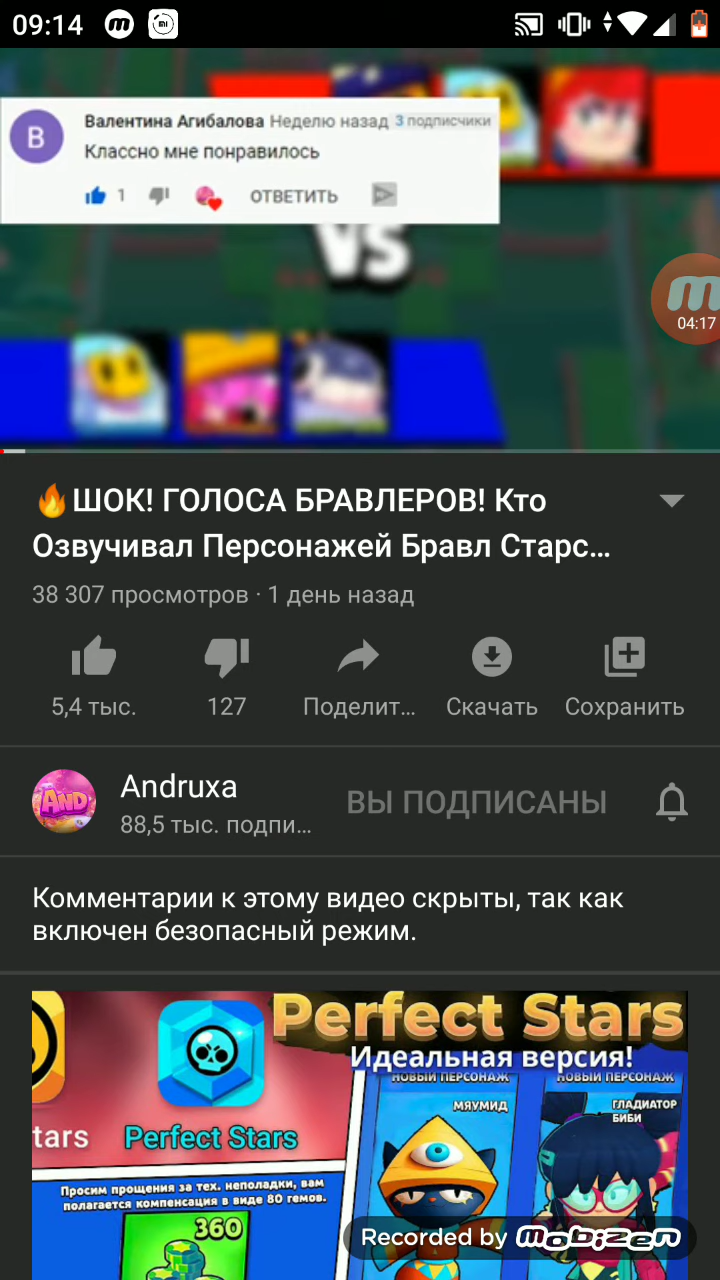 09:14
Валентина Агибалова Неделю назад 3 подписчики
В
Классно мне понравилось
1 ОТВЕТИТЬ
VS
m
04:17
🔥ШОК! ГОЛОСА БРАВЛЕРОВ! Кто
Озвучивал Персонажей Бравл Старс...
38 307 просмотров · 1 день назад
5,4 тыс. 127 Поделит... Скачать Сохранить
AND
Andruxa
88,5 тыс. подпи...
ВЫ ПОДПИСАНЫ
Комментарии к этому видео скрыты, так как
включен безопасный режим.
Perfect Stars
Идеальная версия!
НОВЫЙ ПЕРСОНАЖ НОВЫЙ ПЕРСОНАЖ
МЯУМИД
ГЛАДИАТОР
БИБИ
tars Perfect Stars
Просим прощения за тех. неполадки, вам
полагается компенсация в виде 80 гемов.
360
Recorded by mobizen